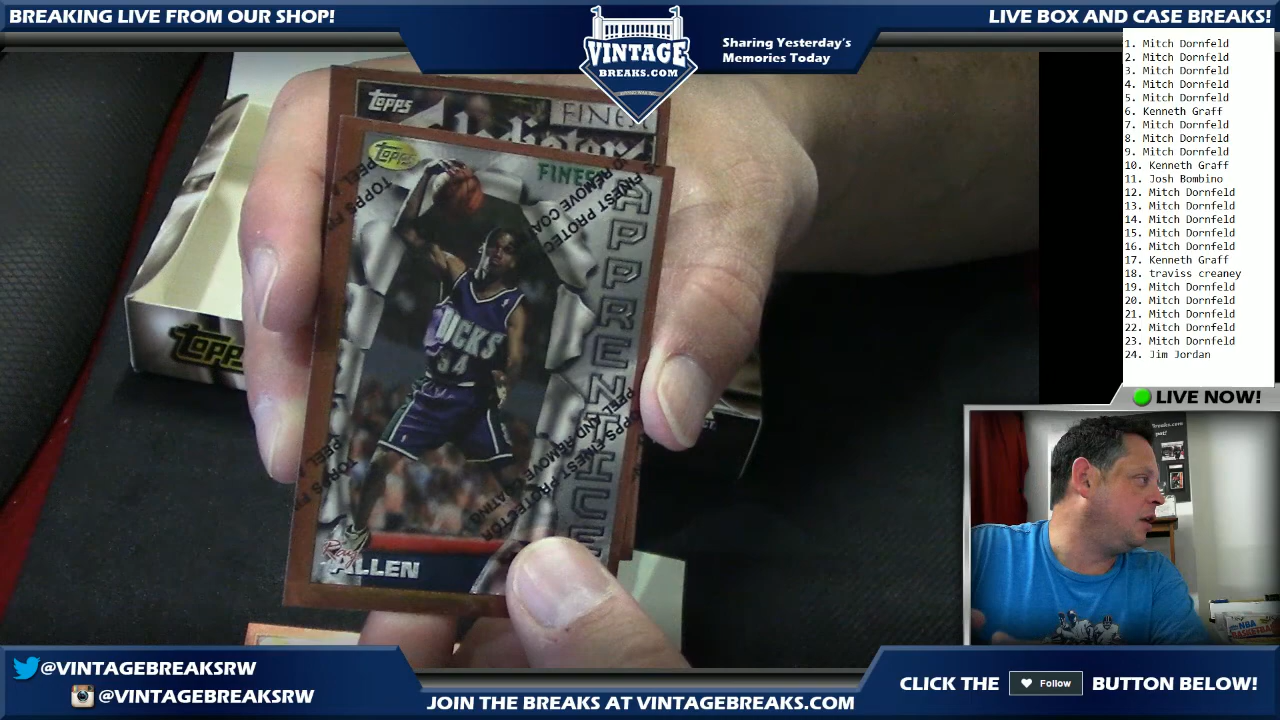 BREAKING LIVE FROM OUR SHOP!
VINTAGE
BREAKS.COM
Sharing Yesterday's
Memories Today
LIVE BOX AND CASE BREAKS!
1. Mitch Dornfeld
2. Mitch Dornfeld
3. Mitch Dornfeld
4. Mitch Dornfeld
5. Mitch Dornfeld
6. Kenneth Graff
7. Mitch Dornfeld
8. Mitch Dornfeld
9. Mitch Dornfeld
10. Kenneth Graff
11. Josh Bombino
12. Mitch Dornfeld
13. Mitch Dornfeld
14. Mitch Dornfeld
15. Mitch Dornfeld
16. Mitch Dornfeld
17. Kenneth Graff
18. traviss creaney
19. Mitch Dornfeld
20. Mitch Dornfeld
21. Mitch Dornfeld
22. Mitch Dornfeld
23. Mitch Dornfeld
24. Jim Jordan
LIVE NOW!
Topps
FINEST
Topps
FINEST
APPRENTICE
BUCKS
34
Ray
ALLEN
PEEL AND REMOVE COATING
TOPPS FINEST PROTECTOR
NBA
BASKETBALL
@VINTAGEBREAKSRW
@VINTAGEBREAKSRW
JOIN THE BREAKS AT VINTAGEBREAKS.COM
CLICK THE Follow BUTTON BELOW!